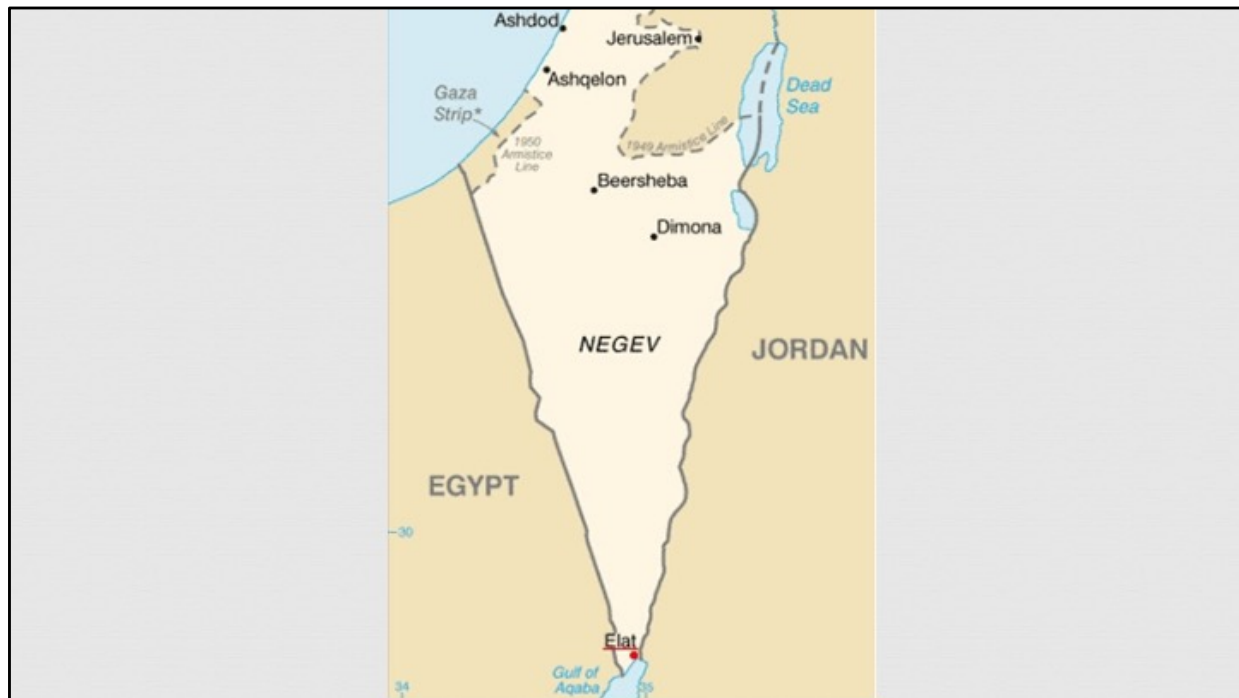 Ashdod
Jerusalem
Ashqelon
Dead
Sea
Gaza
Strip*
1950
Armistice
Line
1949 Armistice Line
Beersheba
Dimona
NEGEV
JORDAN
EGYPT
30
Elat
Gulf of
Aqaba
34
35